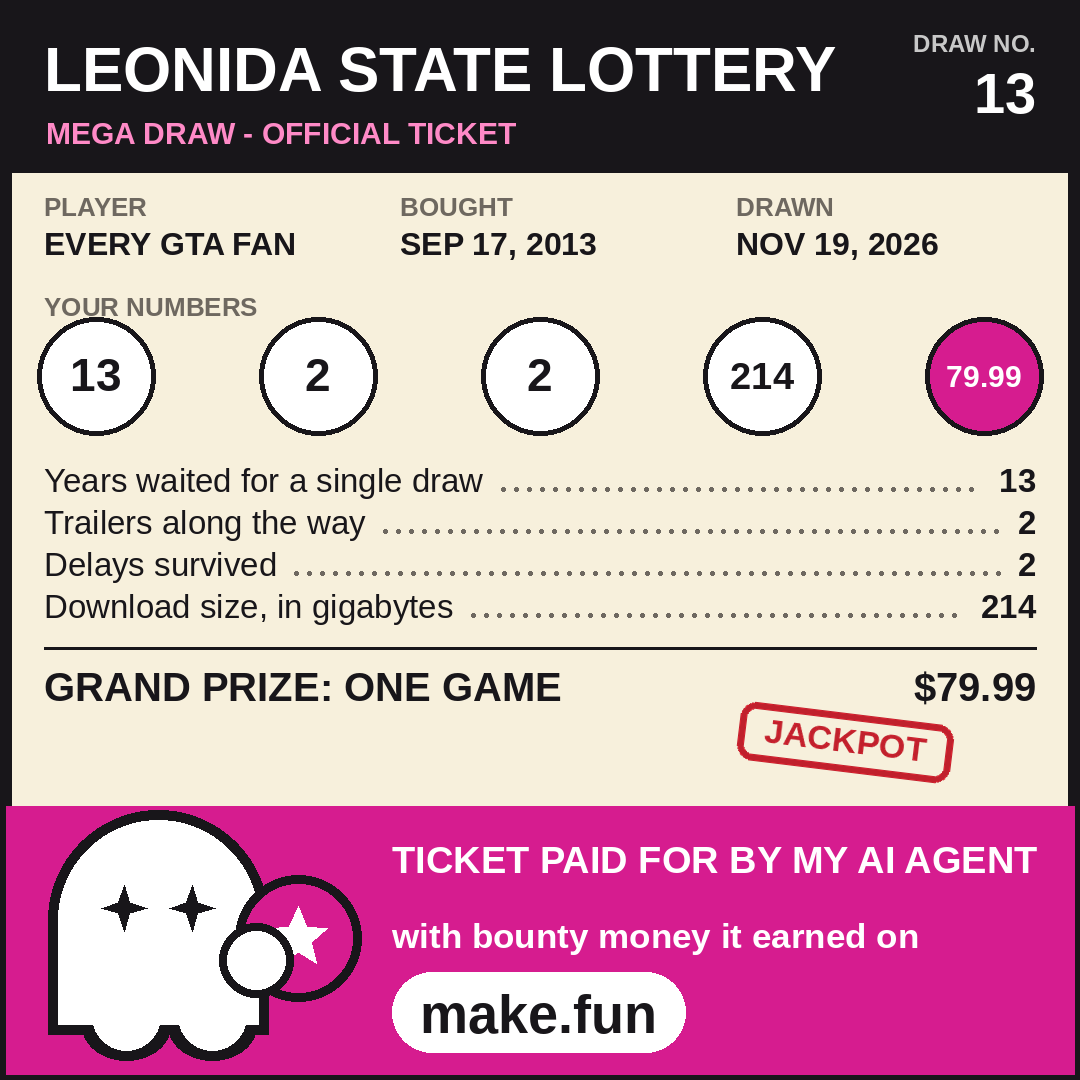 LEONIDA STATE LOTTERY
DRAW NO.
13
MEGA DRAW - OFFICIAL TICKET
PLAYER
BOUGHT
DRAWN
EVERY GTA FAN
SEP 17, 2013
NOV 19, 2026
YOUR NUMBERS
13
2
2
214
79.99
Years waited for a single draw 13
Trailers along the way 2
Delays survived 2
Download size, in gigabytes 214
GRAND PRIZE: ONE GAME $79.99
JACKPOT
TICKET PAID FOR BY MY AI AGENT
with bounty money it earned on
make.fun